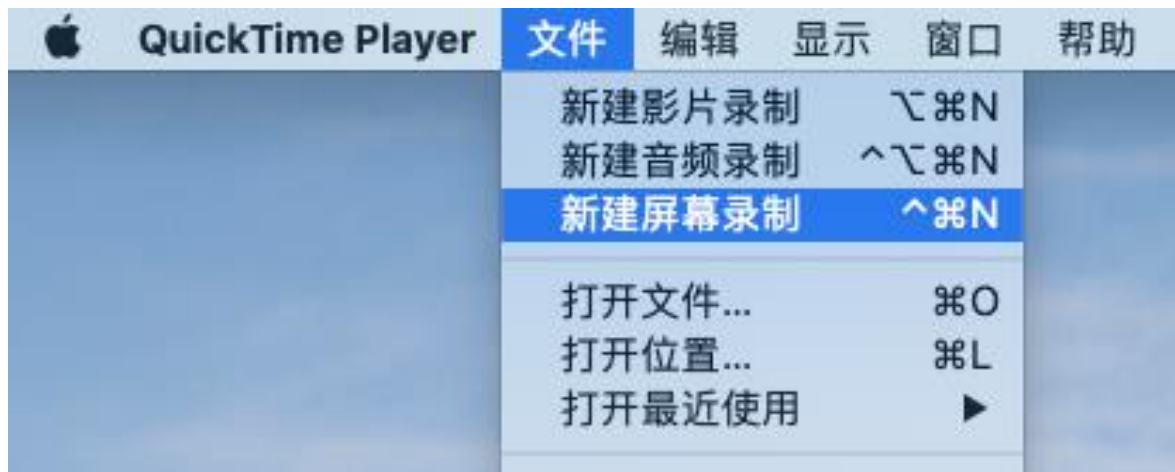 QuickTime Player 文件 编辑 显示 窗口 帮助
新建影片录制 ⌥⌘N
新建音频录制 ^⌥⌘N
新建屏幕录制 ^⌘N
打开文件... ⌘O
打开位置... ⌘L
打开最近使用 ▶